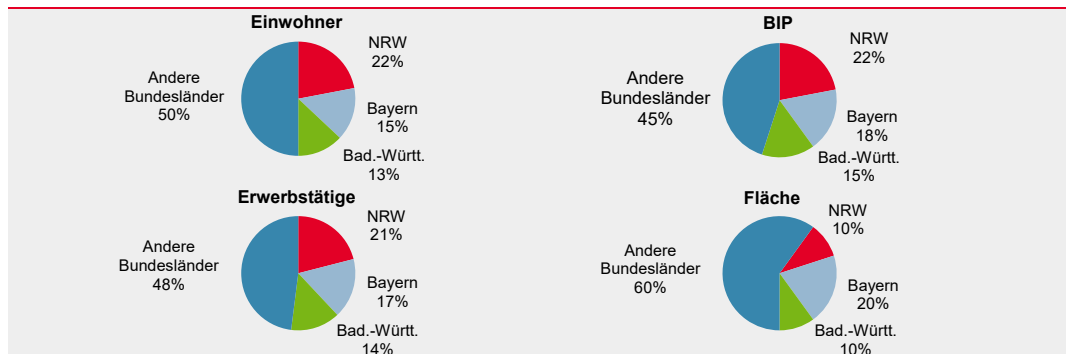 Einwohner
NRW
22%
Andere
Bundesländer
50%
Bayern
15%
Bad.-Württ.
13%
BIP
NRW
22%
Andere
Bundesländer
45%
Bayern
18%
Bad.-Württ.
15%
Erwerbstätige
NRW
21%
Andere
Bundesländer
48%
Bayern
17%
Bad.-Württ.
14%
Fläche
NRW
10%
Andere
Bundesländer
60%
Bayern
20%
Bad.-Württ.
10%